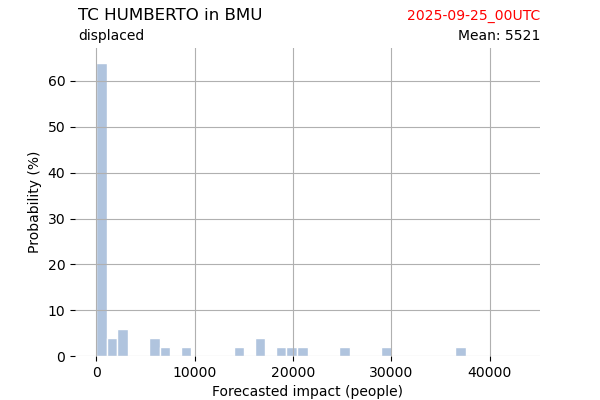 TC HUMBERTO in BMU
2025-09-25_00UTC
displaced
Mean: 5521
Probability (%)
60
50
40
30
20
10
0
0 10000 20000 30000 40000
Forecasted impact (people)